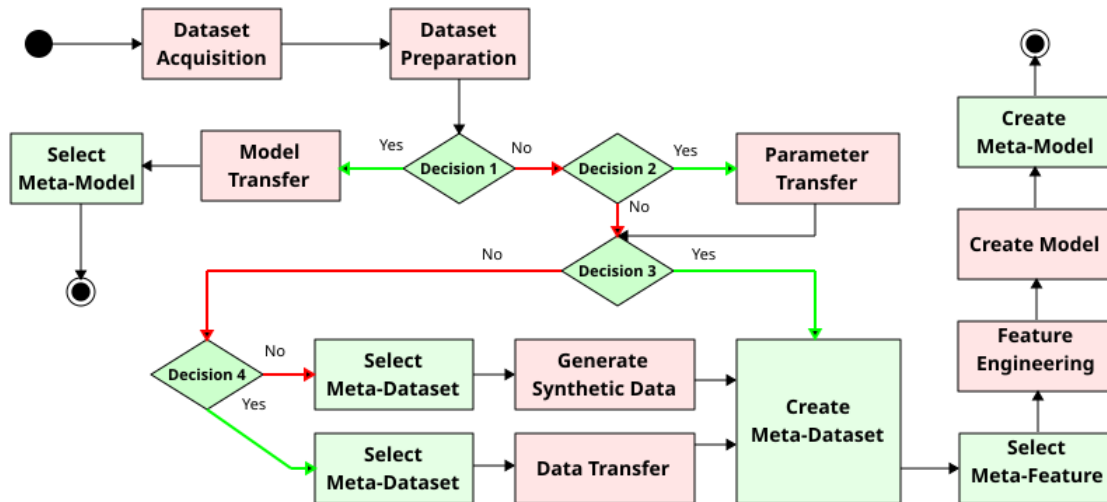 Dataset
Acquisition
Dataset
Preparation
Create
Meta-Model
Select
Meta-Model
Model
Transfer
Yes
Decision 1
No
Decision 2
Yes
Parameter
Transfer
No
Create Model
No
Decision 3
Yes
Feature
Engineering
Decision 4
No
Yes
Select
Meta-Dataset
Generate
Synthetic Data
Create
Meta-Dataset
Select
Meta-Dataset
Data Transfer
Select
Meta-Feature